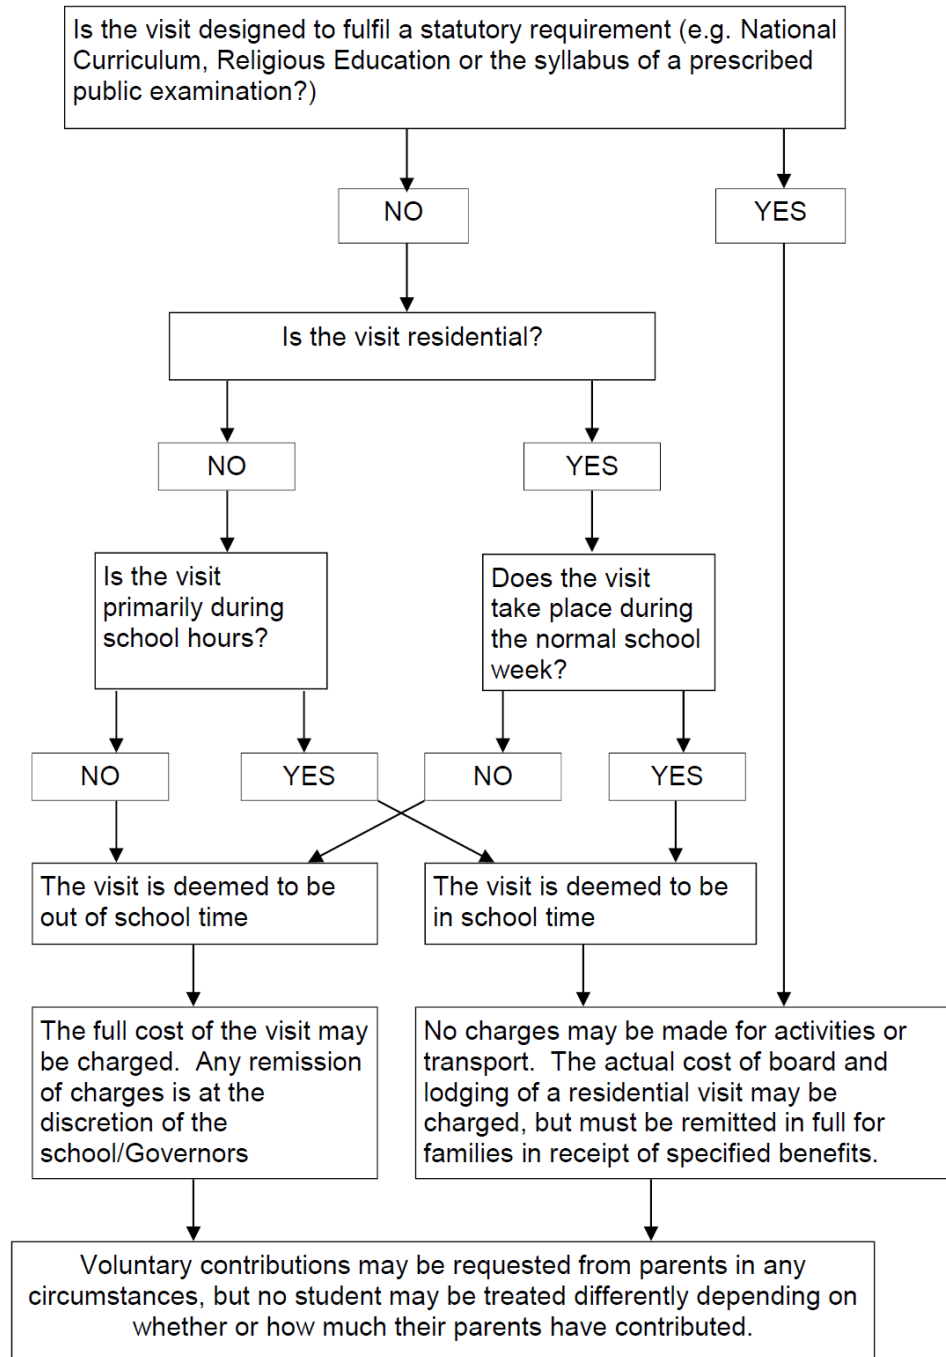 Is the visit designed to fulfil a statutory requirement (e.g. National
Curriculum, Religious Education or the syllabus of a prescribed
public examination?)
NO
YES
Is the visit residential?
NO
YES
Is the visit
primarily during
school hours?
Does the visit
take place during
the normal school
week?
NO
YES
NO
YES
The visit is deemed to be
out of school time
The visit is deemed to be
in school time
The full cost of the visit may
be charged.  Any remission
of charges is at the
discretion of the
school/Governors
No charges may be made for activities or
transport.  The actual cost of board and
lodging of a residential visit may be
charged, but must be remitted in full for
families in receipt of specified benefits.
Voluntary contributions may be requested from parents in any
circumstances, but no student may be treated differently depending on
whether or how much their parents have contributed.